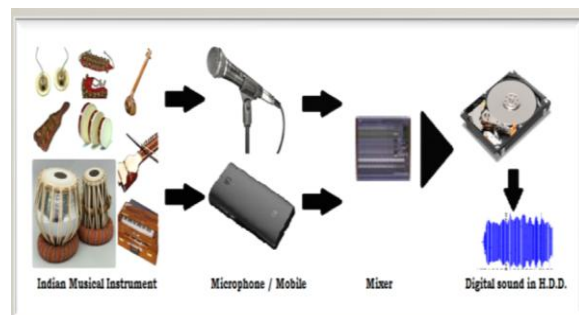 Indian Musical Instrument
Microphone / Mobile
Mixer
Digital sound in H.D.D.